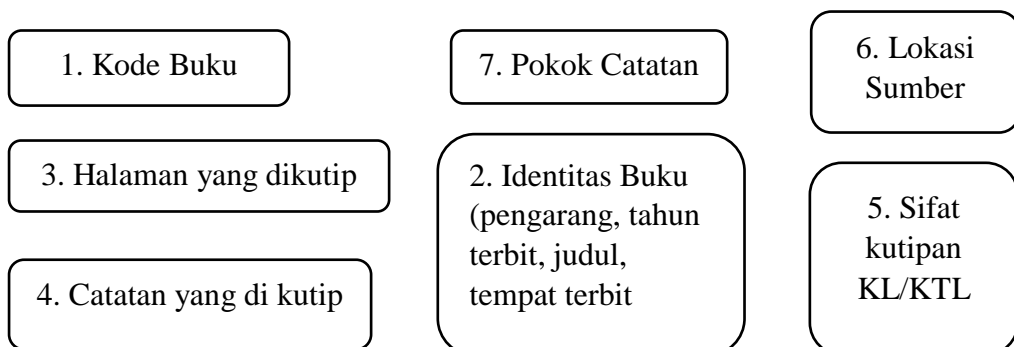 1. Kode Buku
7. Pokok Catatan
6. Lokasi
Sumber
3. Halaman yang dikutip
2. Identitas Buku
(pengarang, tahun
terbit, judul,
tempat terbit
5. Sifat
kutipan
KL/KTL
4. Catatan yang di kutip